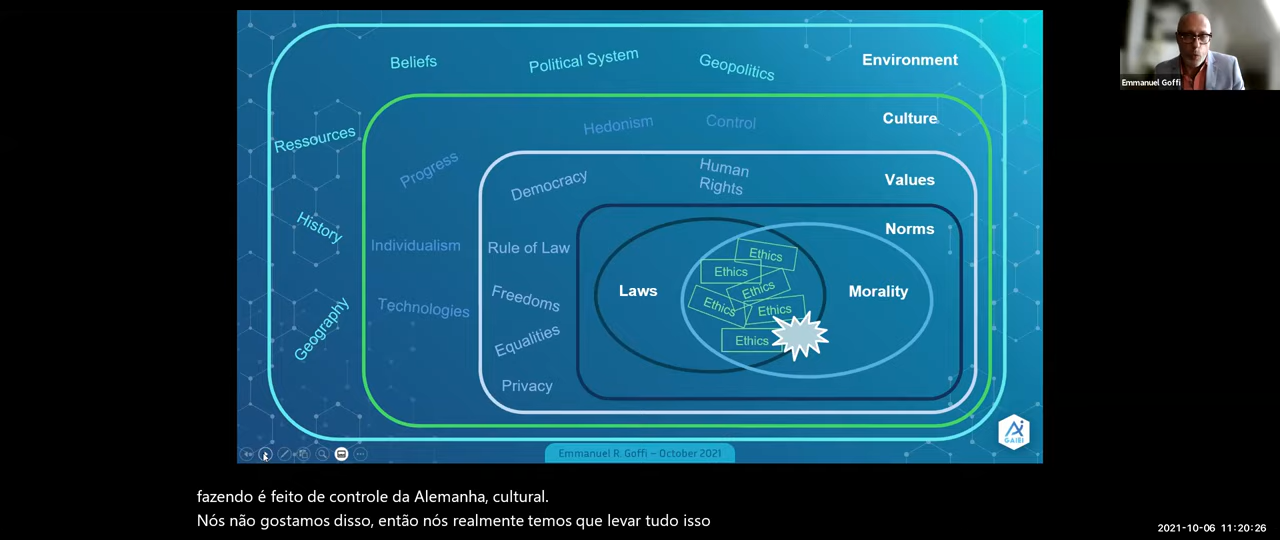 Beliefs
Political System
Geopolitics
Environment
Ressources
History
Geography
Hedonism
Control
Culture
Progress
Individualism
Technologies
Democracy
Human
Rights
Values
Rule of Law
Freedoms
Equalities
Privacy
Norms
Laws
Morality
Ethics
Ethics
Ethics
Ethics
Ethics
Ethics
GAIEI
Emmanuel R. Goffi – October 2021
Emmanuel Goffi
fazendo é feito de controle da Alemanha, cultural.
Nós não gostamos disso, então nós realmente temos que levar tudo isso
2021-10-06 11:20:26